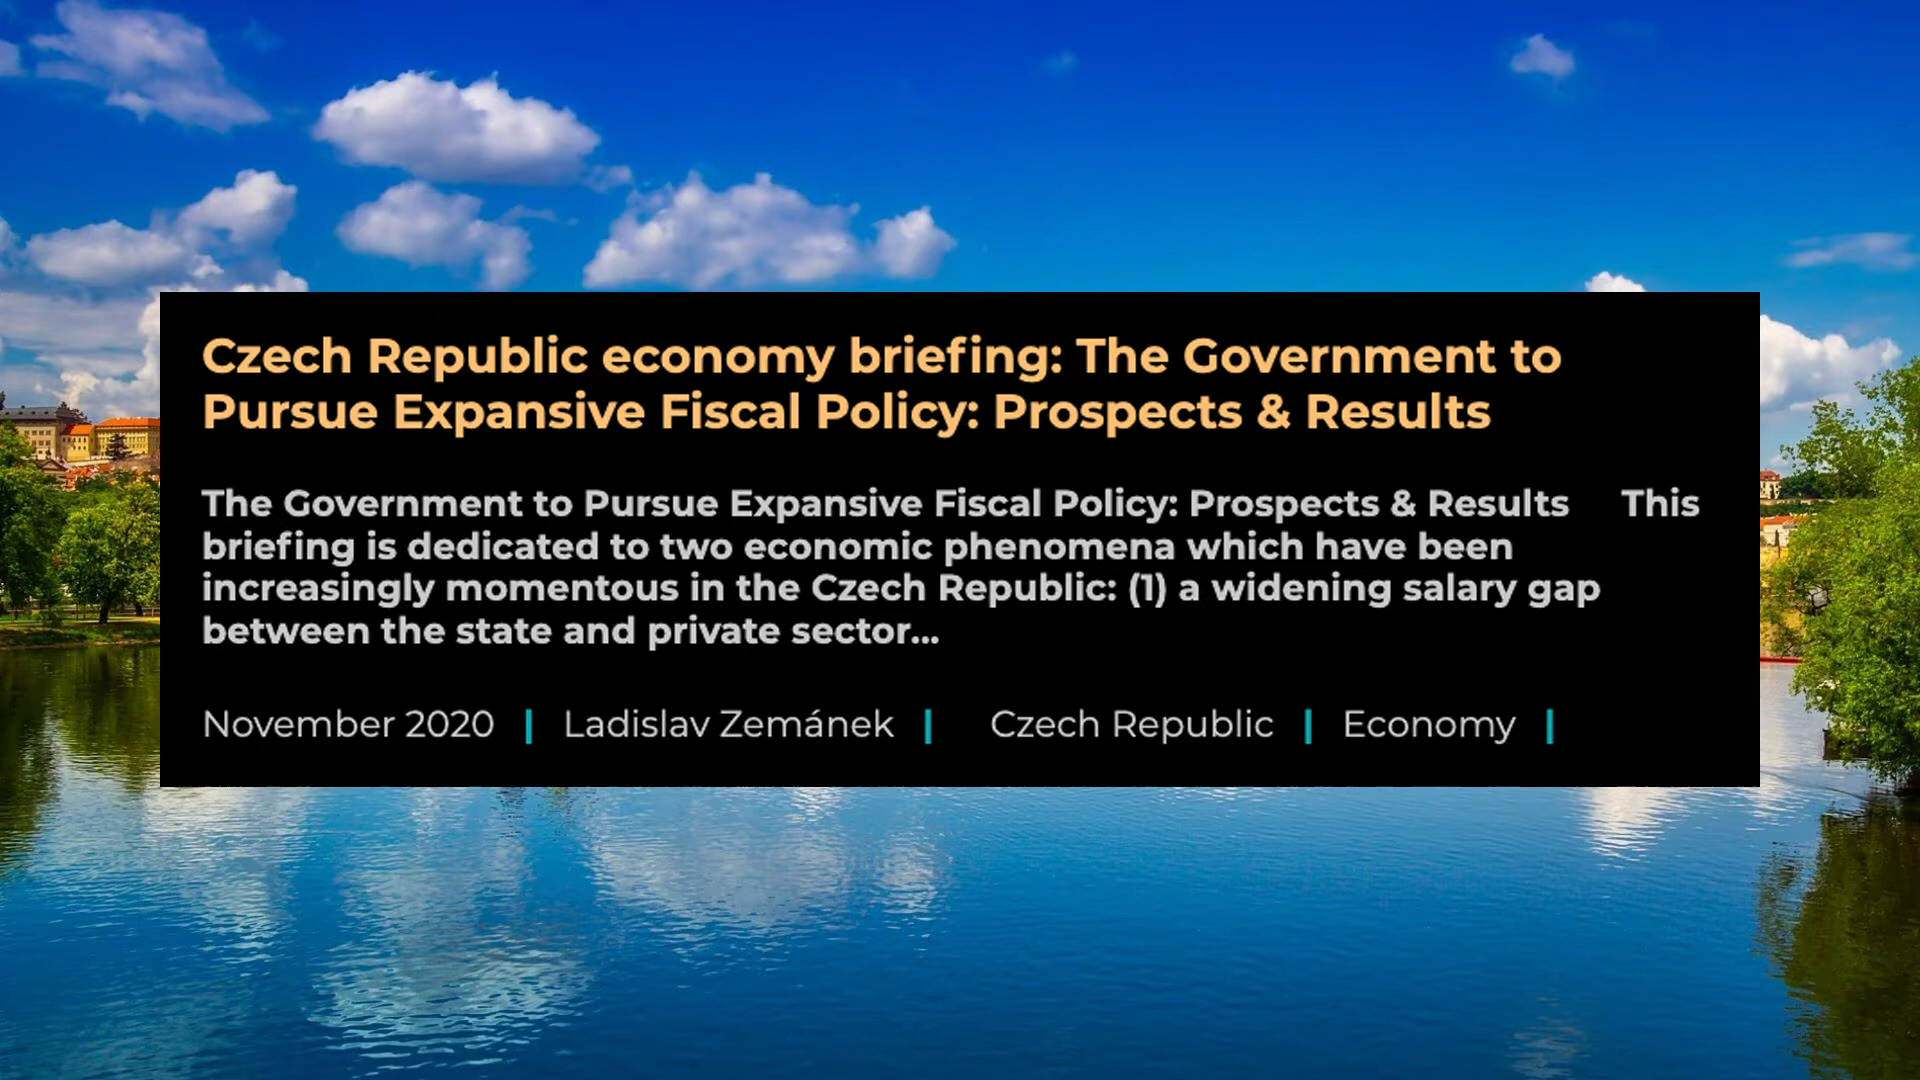 Czech Republic economy briefing: The Government to
Pursue Expansive Fiscal Policy: Prospects & Results
The Government to Pursue Expansive Fiscal Policy: Prospects & Results This
briefing is dedicated to two economic phenomena which have been
increasingly momentous in the Czech Republic: (1) a widening salary gap
between the state and private sector...
November 2020 | Ladislav Zemánek | Czech Republic | Economy |